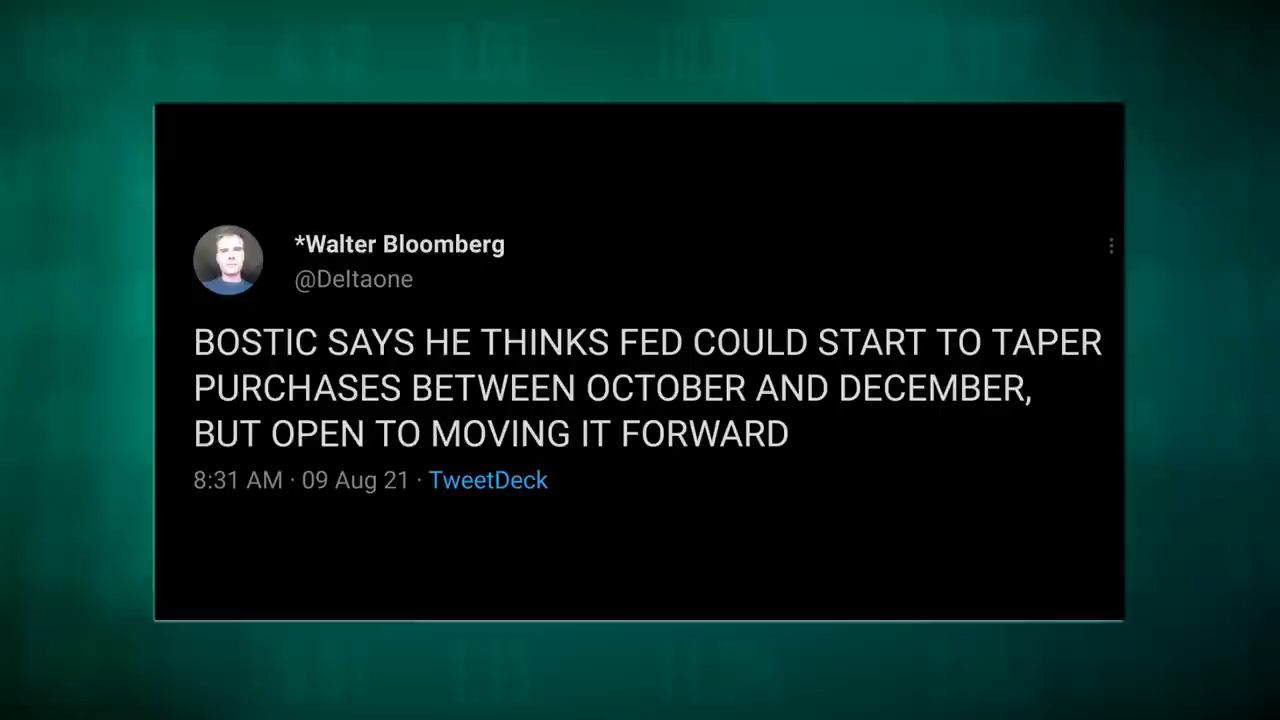 *Walter Bloomberg
@Deltaone
BOSTIC SAYS HE THINKS FED COULD START TO TAPER
PURCHASES BETWEEN OCTOBER AND DECEMBER,
BUT OPEN TO MOVING IT FORWARD
8:31 AM · 09 Aug 21 · TweetDeck